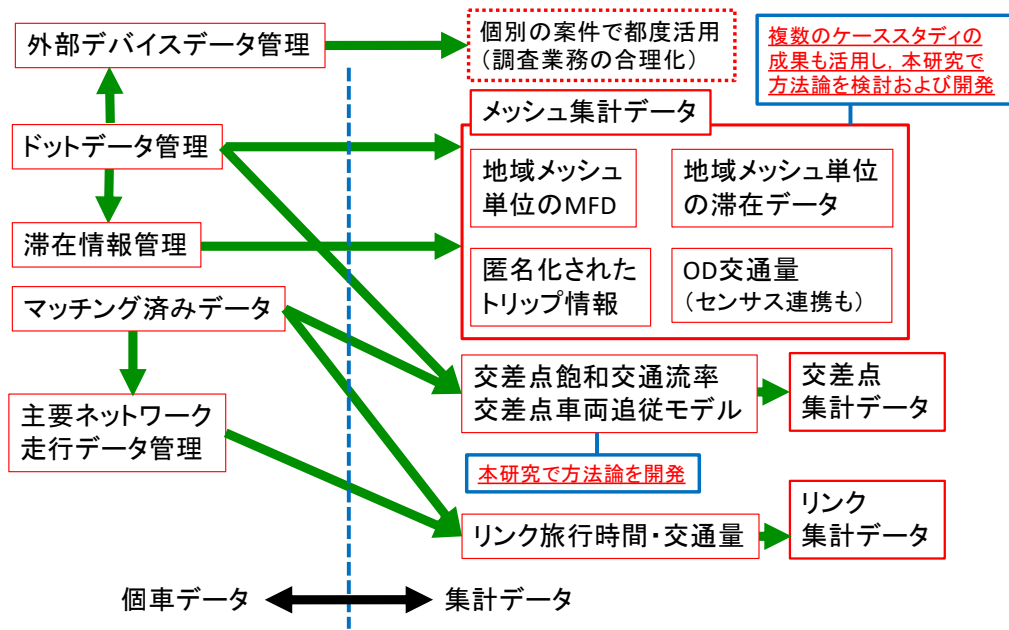 外部デバイスデータ管理
個別の案件で都度活用
（調査業務の合理化）
複数のケーススタディの
成果も活用し，本研究で
方法論を検討および開発
ドットデータ管理
メッシュ集計データ
地域メッシュ
単位のMFD
地域メッシュ単位
の滞在データ
滞在情報管理
匿名化された
トリップ情報
OD交通量
（センサス連携も）
マッチング済みデータ
交差点飽和交通流率
交差点車両追従モデル
交差点
集計データ
主要ネットワーク
走行データ管理
本研究で方法論を開発
リンク旅行時間・交通量
リンク
集計データ
個車データ
集計データ